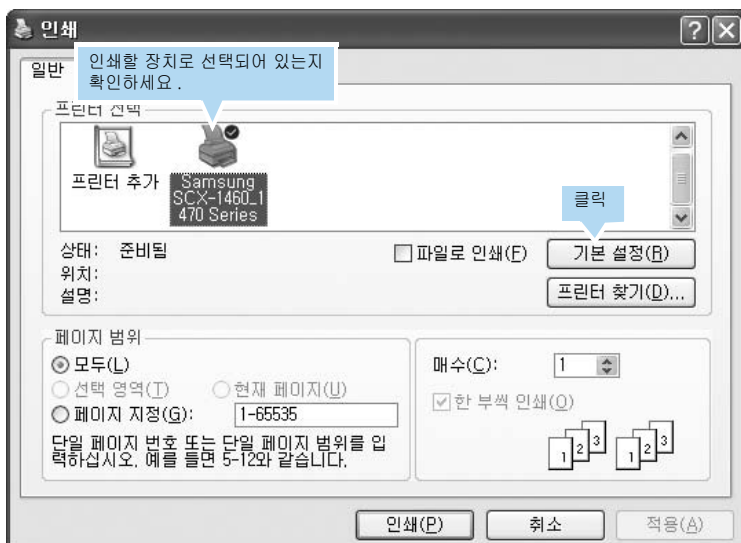 인쇄
일반
인쇄할 장치로 선택되어 있는지
확인하세요 .
프린터 선택
프린터 추가
Samsung
SCX-1460_1
470 Series
클릭
상태: 준비됨
위치:
설명:
파일로 인쇄(F)
기본 설정(R)
프린터 찾기(D)...
페이지 범위
모두(L)
선택 영역(T)
현재 페이지(U)
페이지 지정(G):
1-65535
단일 페이지 번호 또는 단일 페이지 범위를 입
력하십시오. 예를 들면 5-12와 같습니다.
매수(C):
1
한 부씩 인쇄(O)
1 2 3
1 2 3
인쇄(P)
취소
적용(A)